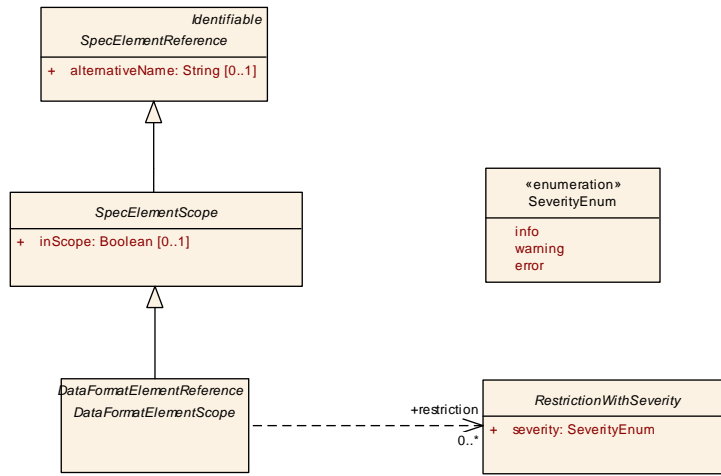 Identifiable
SpecElementReference
+ alternativeName: String [0..1]
SpecElementScope
+ inScope: Boolean [0..1]
«enumeration»
SeverityEnum
info
warning
error
DataFormatElementReference
DataFormatElementScope
+restriction
0..*
RestrictionWithSeverity
+ severity: SeverityEnum